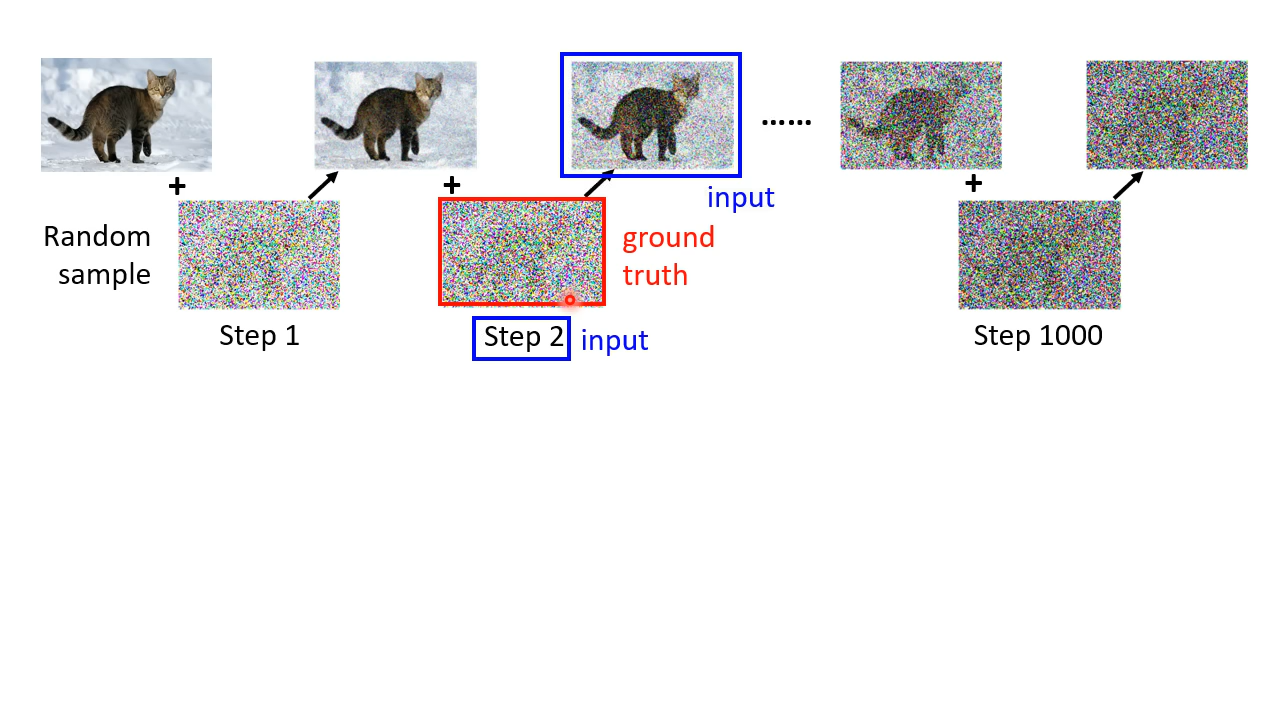 input
Random
sample
ground
truth
Step 1
Step 2
input
Step 1000